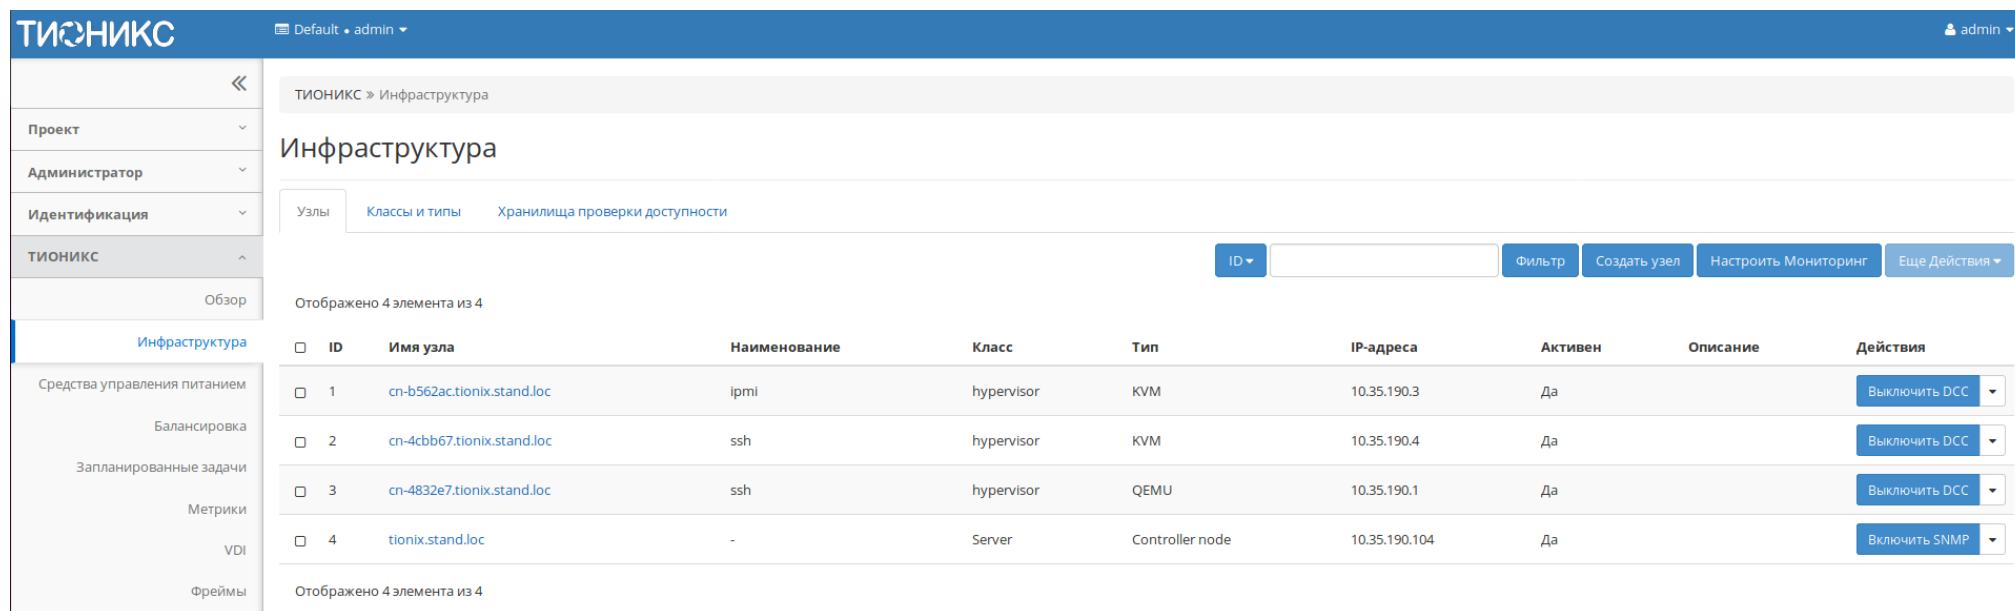 ТИОНИКС
Default • admin
admin
Проект
Администратор
Идентификация
ТИОНИКС
Обзор
Инфраструктура
Средства управления питанием
Балансировка
Запланированные задачи
Метрики
VDI
Фреймы
ТИОНИКС » Инфраструктура
Инфраструктура
Узлы Классы и типы Хранилища проверки доступности
ID Фильтр Создать узел Настроить Мониторинг Еще Действия
Отображено 4 элемента из 4
ID Имя узла Наименование Класс Тип IP-адреса Активен Описание Действия
1 cn-b562ac.tionix.stand.loc ipmi hypervisor KVM 10.35.190.3 Да Выключить DCC
2 cn-4cbb67.tionix.stand.loc ssh hypervisor KVM 10.35.190.4 Да Выключить DCC
3 cn-4832e7.tionix.stand.loc ssh hypervisor QEMU 10.35.190.1 Да Выключить DCC
4 tionix.stand.loc - Server Controller node 10.35.190.104 Да Включить SNMP
Отображено 4 элемента из 4